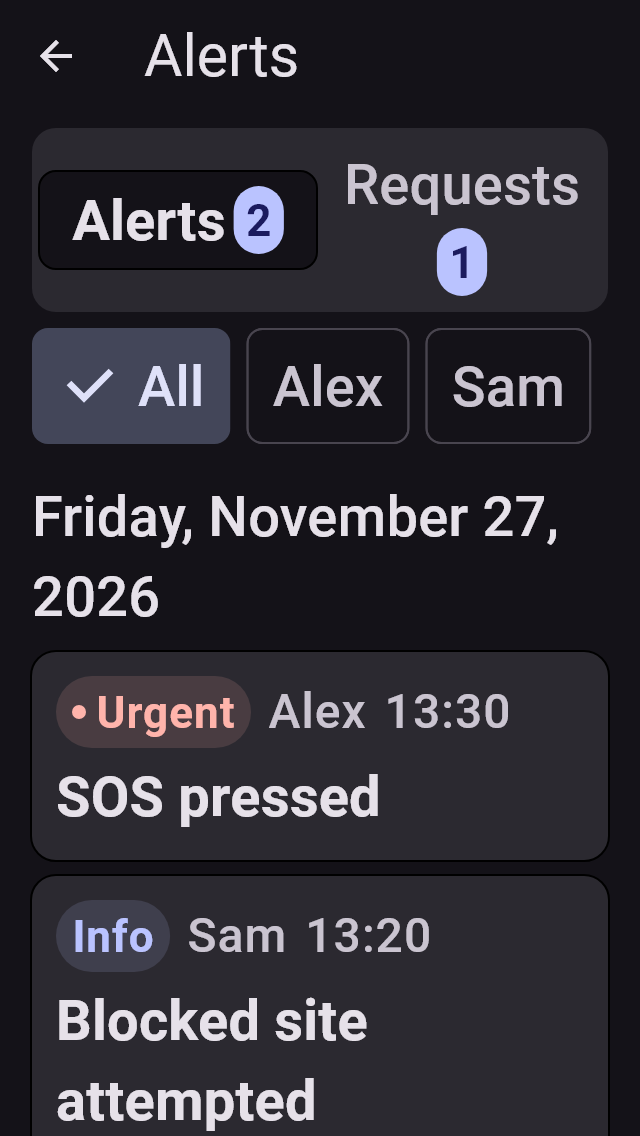 Alerts
Alerts 2
Requests
1
All
Alex
Sam
Friday, November 27,
2026
• Urgent Alex 13:30
SOS pressed
Info Sam 13:20
Blocked site
attempted